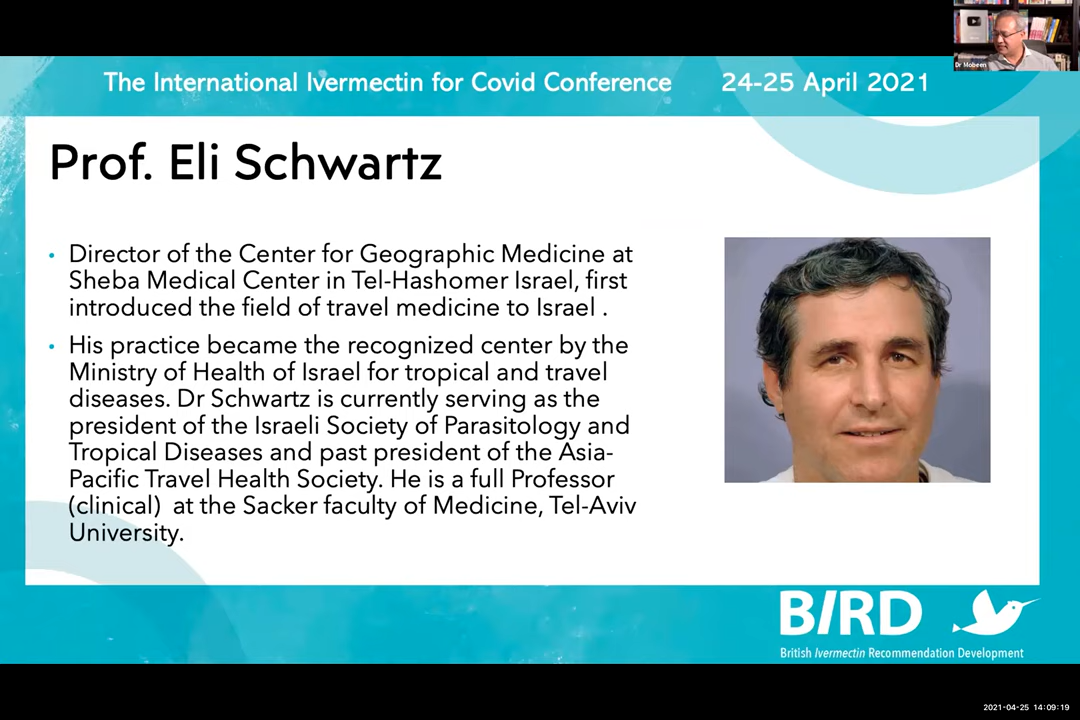 Dr Mobeen
The International Ivermectin for Covid Conference 24-25 April 2021
Prof. Eli Schwartz
• Director of the Center for Geographic Medicine at
Sheba Medical Center in Tel-Hashomer Israel, first
introduced the field of travel medicine to Israel .
• His practice became the recognized center by the
Ministry of Health of Israel for tropical and travel
diseases. Dr Schwartz is currently serving as the
president of the Israeli Society of Parasitology and
Tropical Diseases and past president of the Asia-
Pacific Travel Health Society. He is a full Professor
(clinical) at the Sacker faculty of Medicine, Tel-Aviv
University.
BIRD
British Ivermectin Recommendation Development
2021-04-25 14:09:19